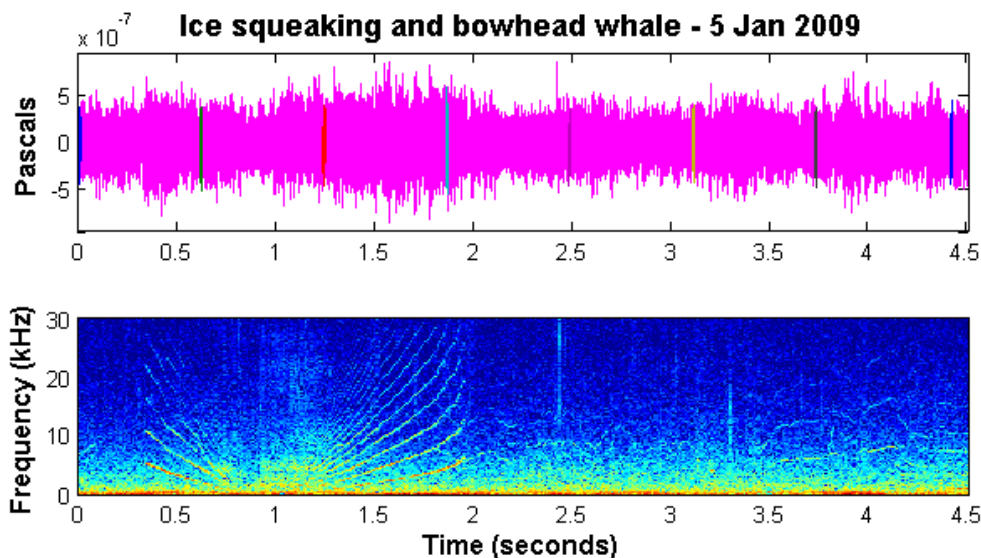 Ice squeaking and bowhead whale - 5 Jan 2009
x 10^-7
Pascals
5
0
-5
0 0.5 1 1.5 2 2.5 3 3.5 4 4.5
Frequency (kHz)
30
20
10
0
0 0.5 1 1.5 2 2.5 3 3.5 4 4.5
Time (seconds)